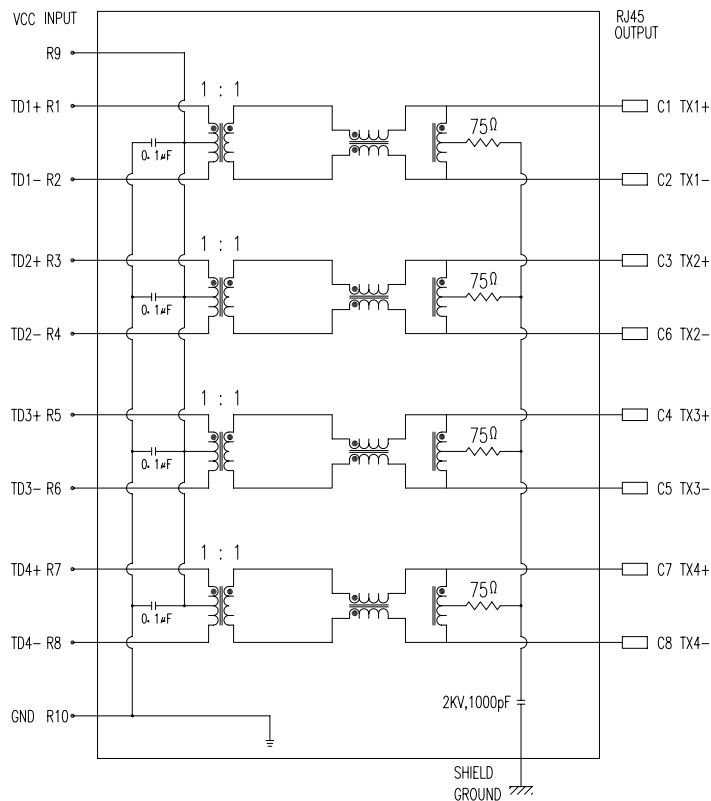 VCC INPUT
RJ45
OUTPUT
R9
1 : 1
TD1+ R1
C1 TX1+
75Ω
0.1µF
TD1- R2
C2 TX1-
1 : 1
TD2+ R3
C3 TX2+
75Ω
0.1µF
TD2- R4
C6 TX2-
1 : 1
TD3+ R5
C4 TX3+
75Ω
0.1µF
TD3- R6
C5 TX3-
1 : 1
TD4+ R7
C7 TX4+
75Ω
0.1µF
TD4- R8
C8 TX4-
2KV,1000pF
GND R10
SHIELD
GROUND